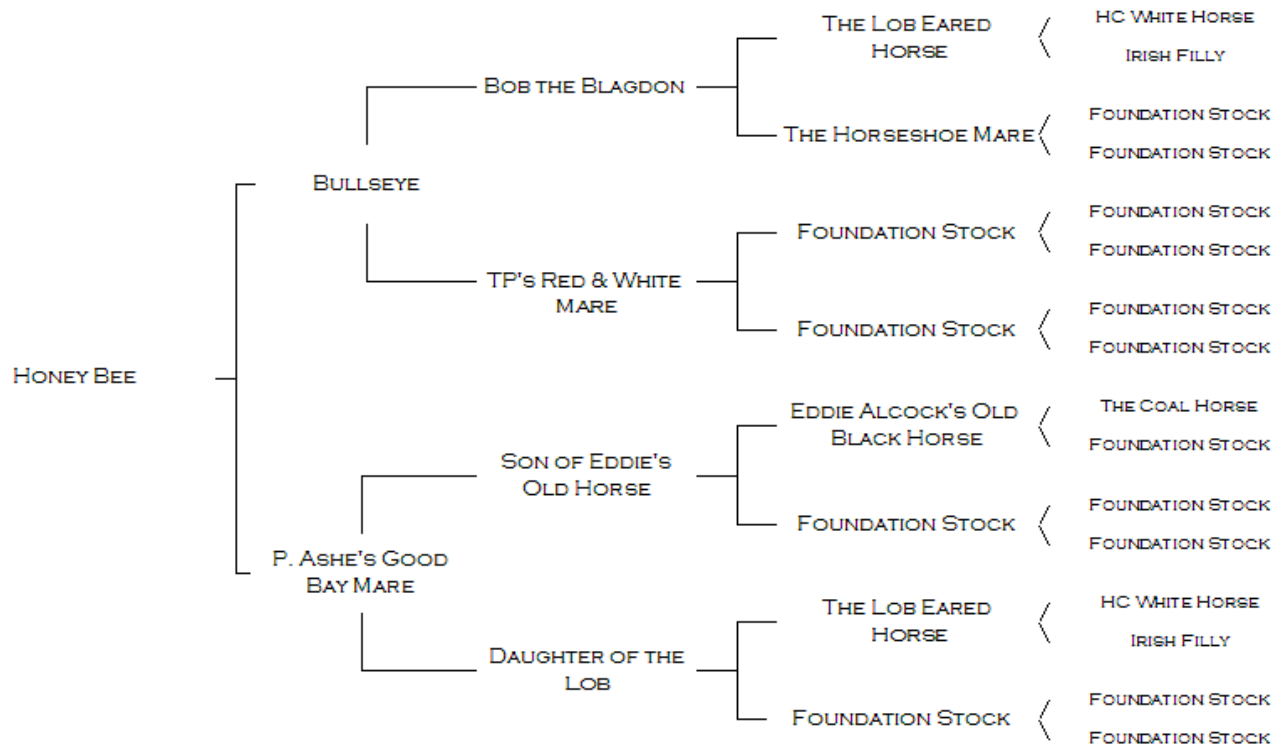 HC White Horse
The Lob Eared
Horse
Irish Filly
Bob the Blagdon
Foundation Stock
The Horseshoe Mare
Foundation Stock
Bullseye
Foundation Stock
Foundation Stock
Foundation Stock
TP's Red & White
Mare
Foundation Stock
Foundation Stock
Foundation Stock
Honey Bee
The Coal Horse
Eddie Alcock's Old
Black Horse
Foundation Stock
Son of Eddie's
Old Horse
Foundation Stock
Foundation Stock
Foundation Stock
P. Ashe's Good
Bay Mare
HC White Horse
The Lob Eared
Horse
Irish Filly
Daughter of the
Lob
Foundation Stock
Foundation Stock
Foundation Stock